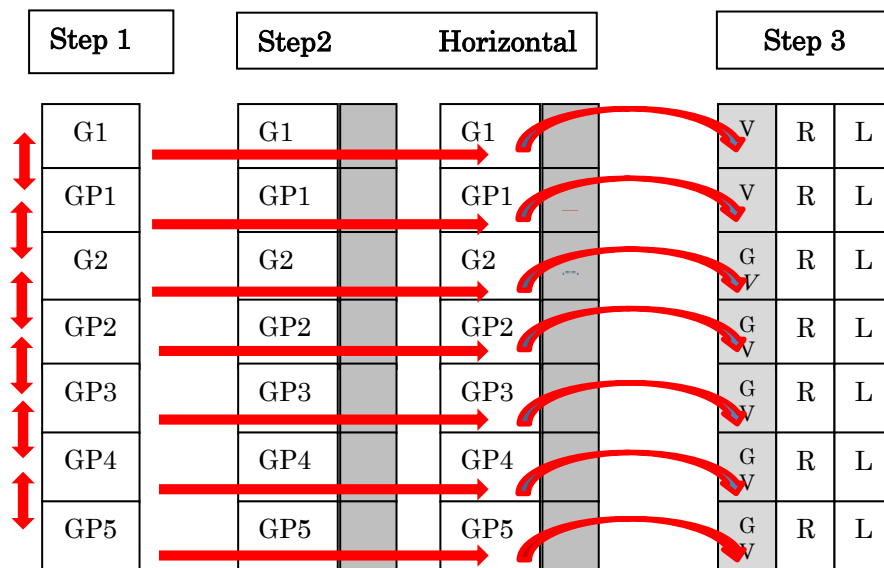 Step 1 Step2 Horizontal Step 3
G1 G1 G1 V R L
GP1 GP1 GP1 V R L
G2 G2 G2 G R L
V
GP2 GP2 GP2 G R L
V
GP3 GP3 GP3 G R L
V
GP4 GP4 GP4 G R L
V
GP5 GP5 GP5 G R L
V